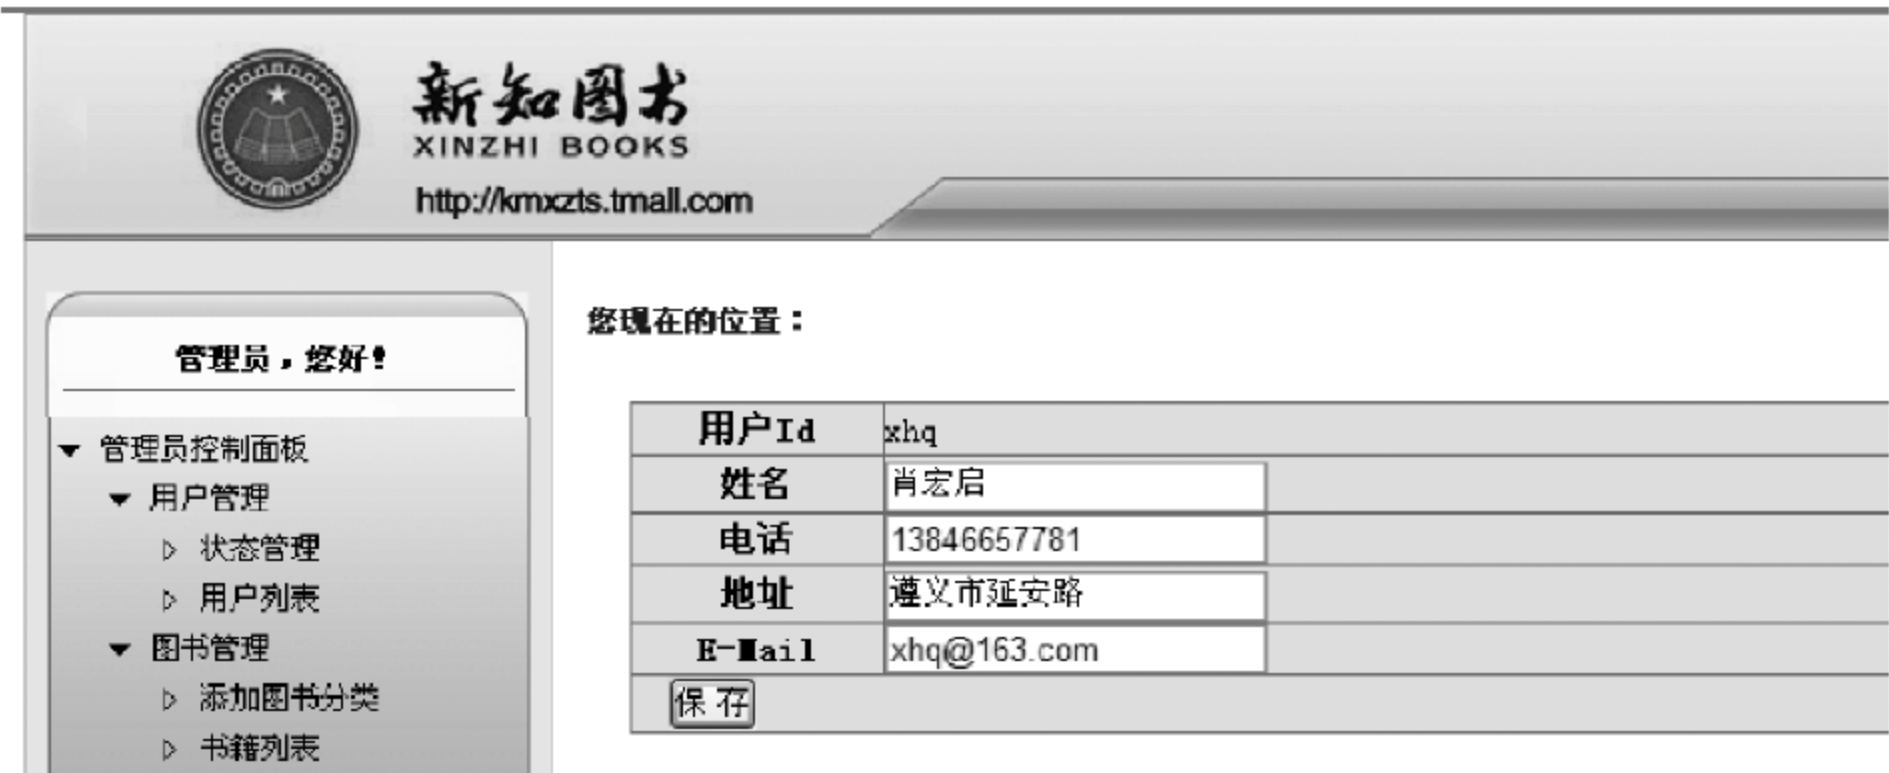 新知图书
XINZHI BOOKS
http://kmxzts.tmall.com
管理员，您好！
管理员控制面板
用户管理
状态管理
用户列表
图书管理
添加图书分类
书籍列表
您现在的位置：
用户Id xhq
姓名 肖宏启
电话 13846657781
地址 遵义市延安路
E-Mail xhq@163.com
保 存